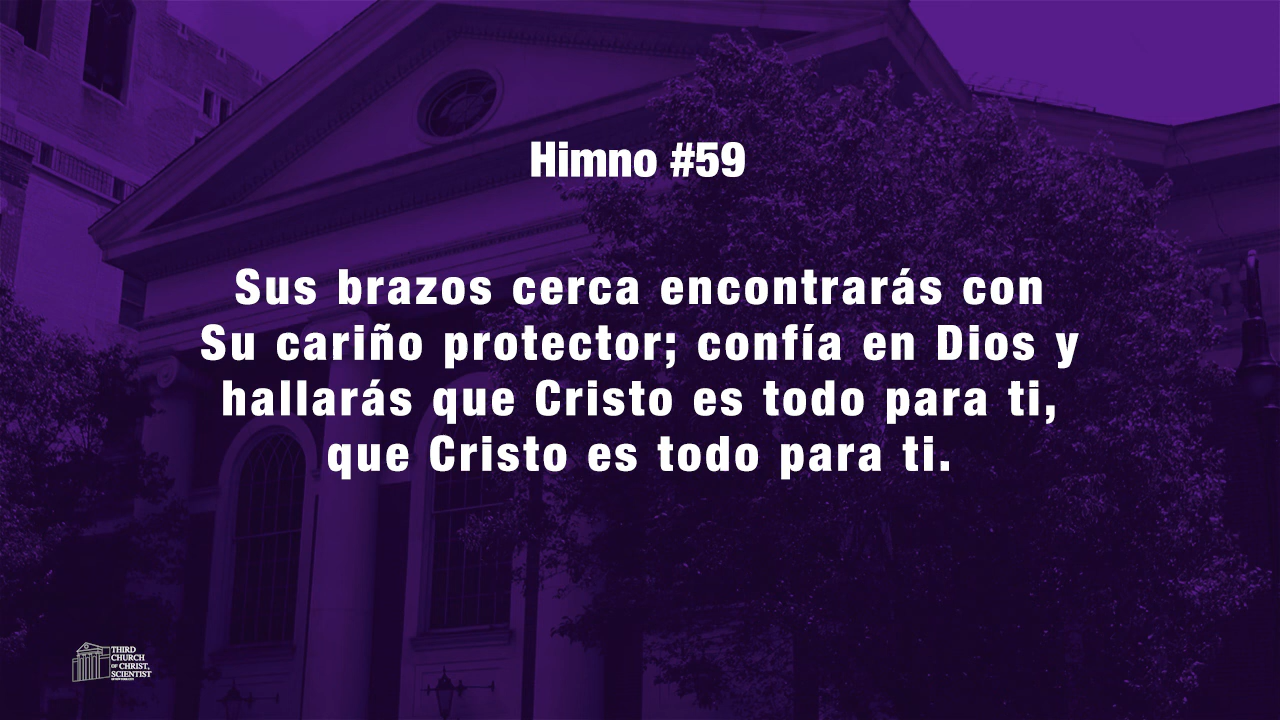 Himno #59
Sus brazos cerca encontrarás con
Su cariño protector; confía en Dios y
hallarás que Cristo es todo para ti,
que Cristo es todo para ti.
THIRD
CHURCH
OF CHRIST,
SCIENTIST